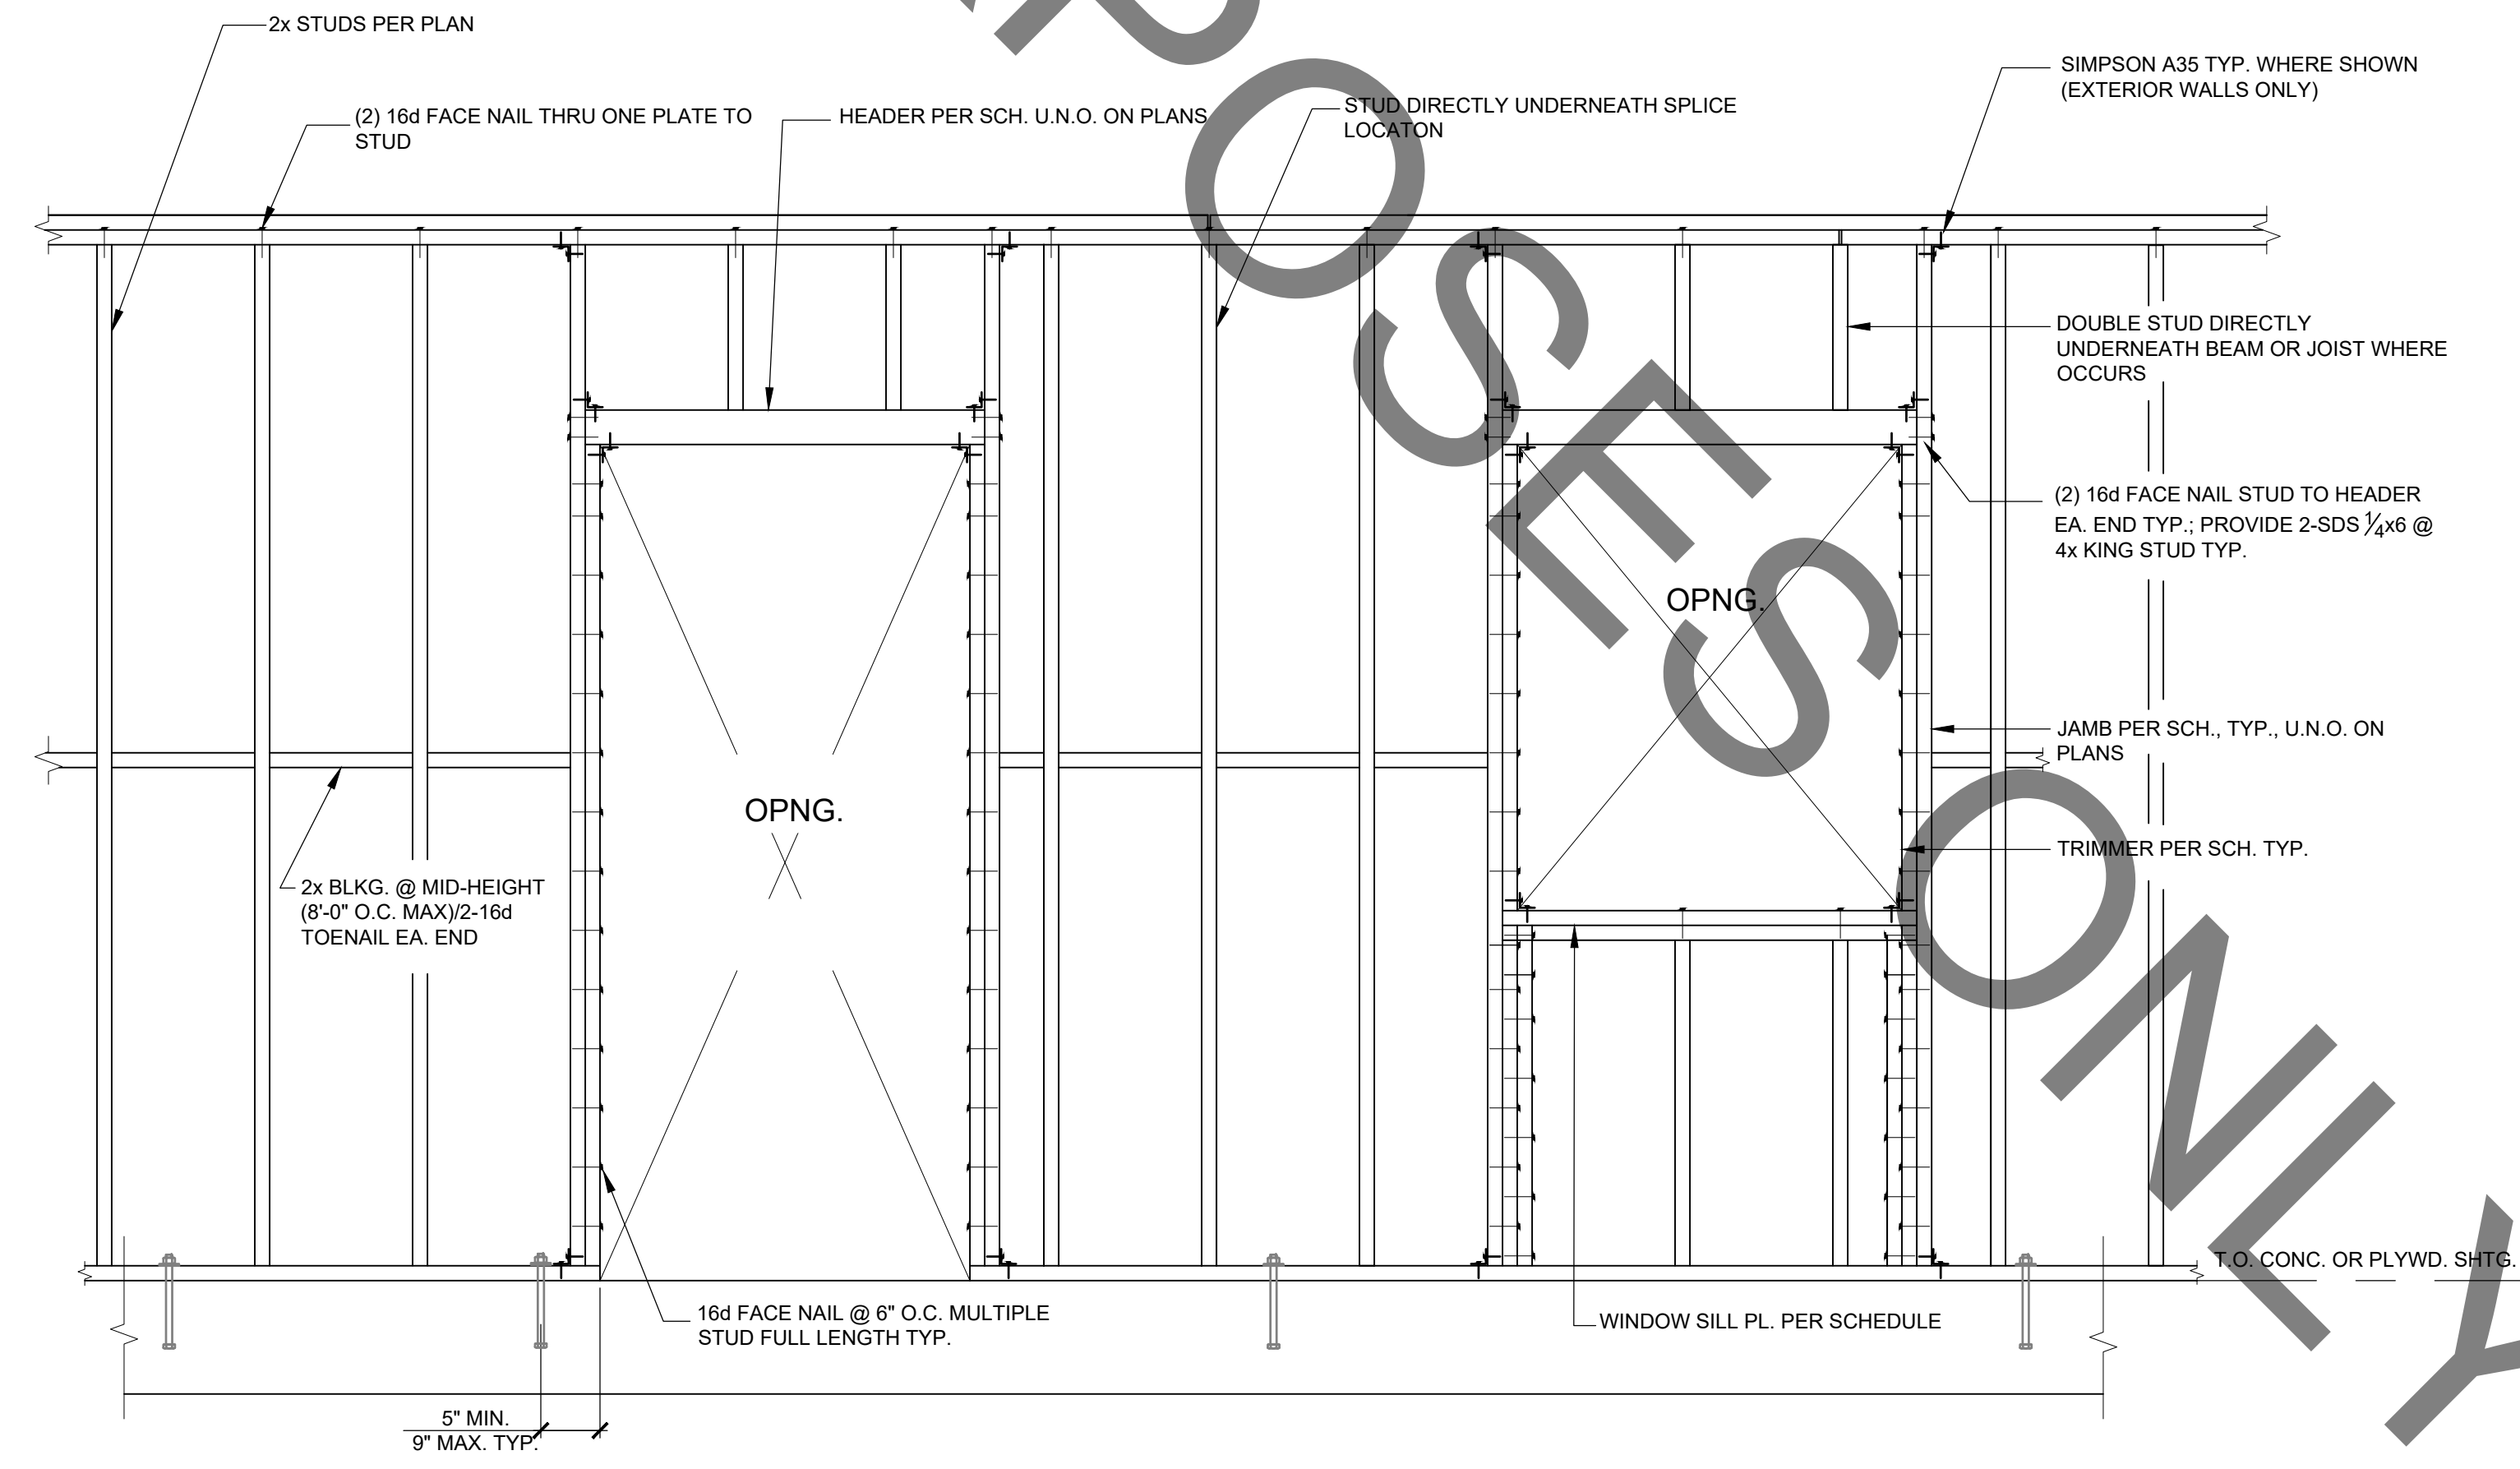 2x STUDS PER PLAN
(2) 16d FACE NAIL THRU ONE PLATE TO
STUD
HEADER PER SCH. U.N.O. ON PLANS
STUD DIRECTLY UNDERNEATH SPLICE
LOCATON
SIMPSON A35 TYP. WHERE SHOWN
(EXTERIOR WALLS ONLY)
DOUBLE STUD DIRECTLY
UNDERNEATH BEAM OR JOIST WHERE
OCCURS
(2) 16d FACE NAIL STUD TO HEADER
EA. END TYP.; PROVIDE 2-SDS 1/4x6 @
4x KING STUD TYP.
OPNG.
JAMB PER SCH., TYP., U.N.O. ON
PLANS
OPNG.
TRIMMER PER SCH. TYP.
2x BLKG. @ MID-HEIGHT
(8'-0" O.C. MAX)/2-16d
TOENAIL EA. END
T.O. CONC. OR PLYWD. SHTG.
16d FACE NAIL @ 6" O.C. MULTIPLE
STUD FULL LENGTH TYP.
WINDOW SILL PL. PER SCHEDULE
5" MIN.
9" MAX. TYP.
POSES ONLY